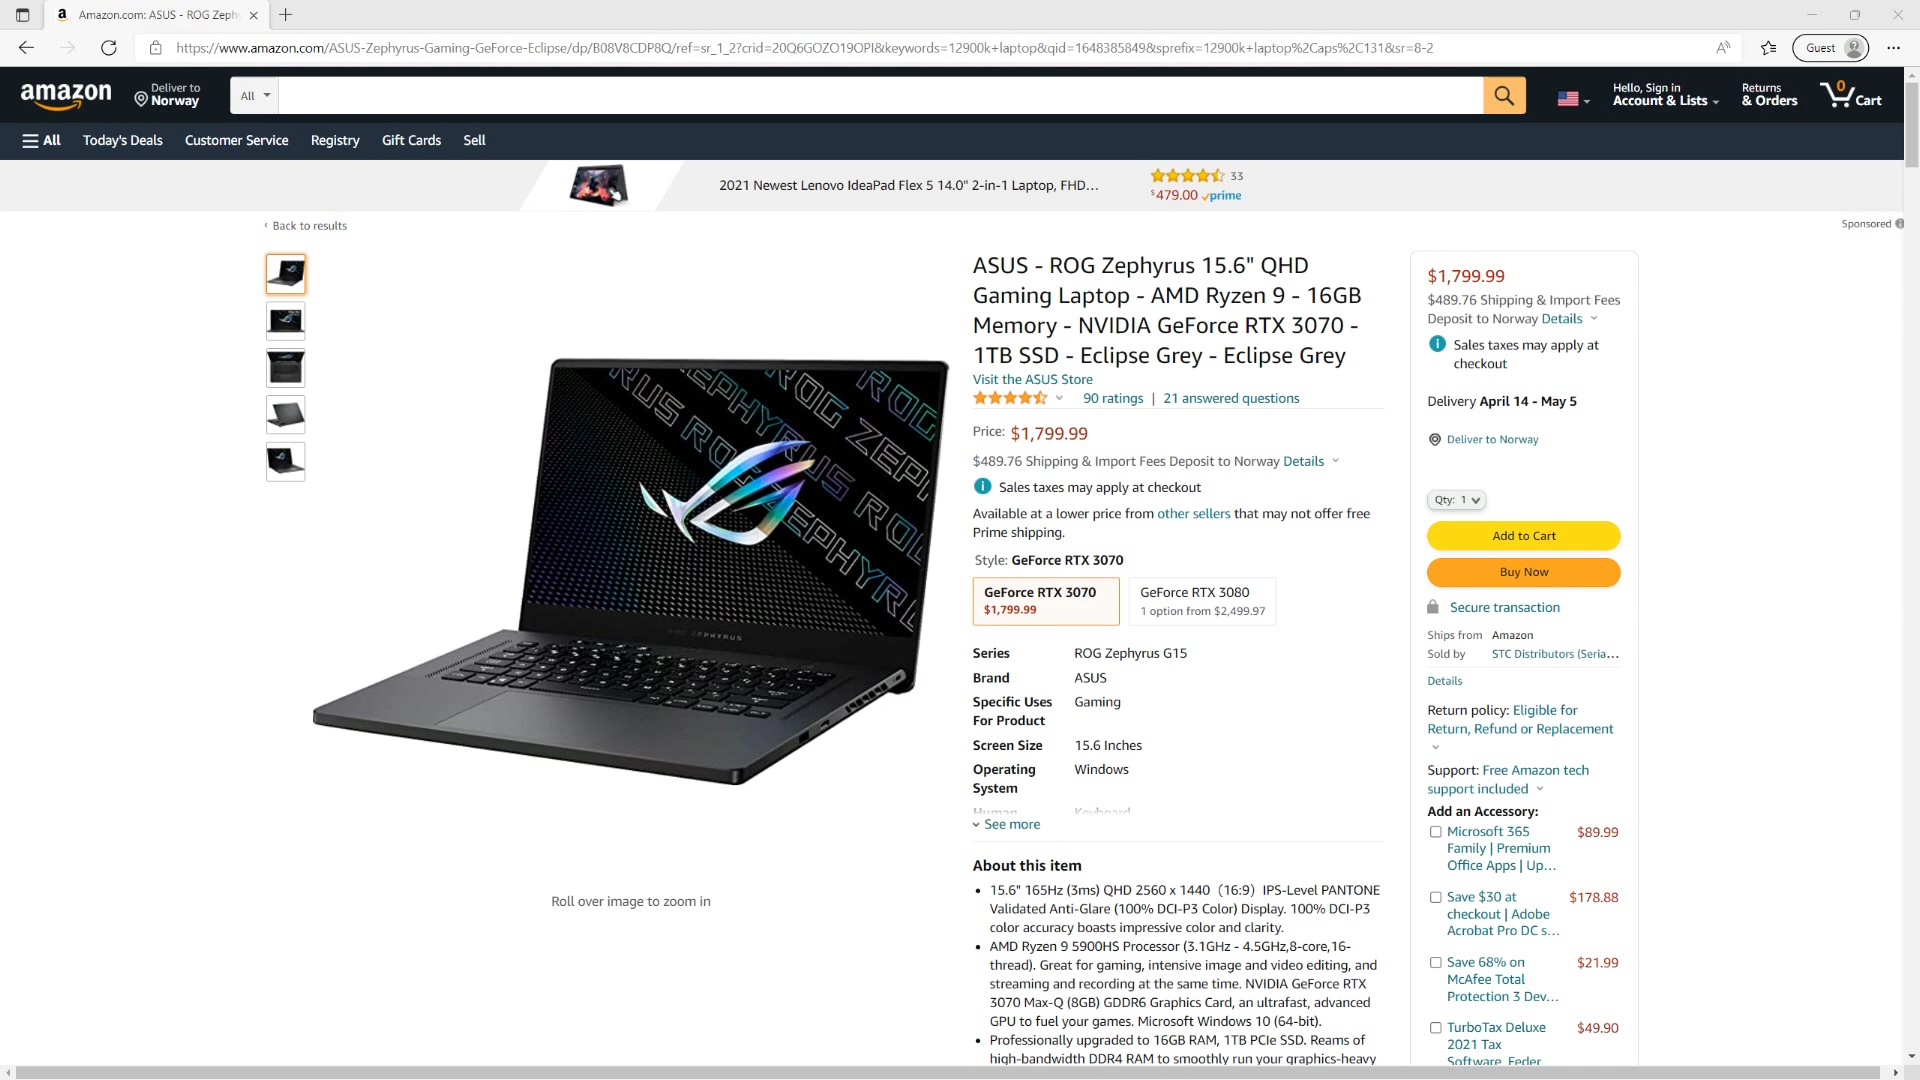 Amazon.com: ASUS - ROG Zeph
https://www.amazon.com/ASUS-Zephyrus-Gaming-GeForce-Eclipse/dp/B08V8CDP8Q/ref=sr_1_2?crid=20Q6GOZO19OPI&keywords=12900k+laptop&qid=1648385849&sprefix=12900k+laptop%2Caps%2C131&sr=8-2
Guest
amazon
Deliver to
Norway
All
Hello, Sign in
Account & Lists
Returns
& Orders
0
Cart
All
Today's Deals
Customer Service
Registry
Gift Cards
Sell
2021 Newest Lenovo IdeaPad Flex 5 14.0" 2-in-1 Laptop, FHD...
33
$479.00 prime
Sponsored
‹ Back to results
ROG ZEPHYRUS
ASUS - ROG Zephyrus 15.6" QHD
Gaming Laptop - AMD Ryzen 9 - 16GB
Memory - NVIDIA GeForce RTX 3070 -
1TB SSD - Eclipse Grey - Eclipse Grey
Visit the ASUS Store
90 ratings | 21 answered questions
Price: $1,799.99
$489.76 Shipping & Import Fees Deposit to Norway Details
Sales taxes may apply at checkout
Available at a lower price from other sellers that may not offer free
Prime shipping.
Style: GeForce RTX 3070
GeForce RTX 3070
$1,799.99
GeForce RTX 3080
1 option from $2,499.97
Series ROG Zephyrus G15
Brand ASUS
Specific Uses Gaming
For Product
Screen Size 15.6 Inches
Operating Windows
System
Human Keyboard
See more
Roll over image to zoom in
About this item
• 15.6" 165Hz (3ms) QHD 2560 x 1440（16:9）IPS-Level PANTONE
Validated Anti-Glare (100% DCI-P3 Color) Display. 100% DCI-P3
color accuracy boasts impressive color and clarity.
• AMD Ryzen 9 5900HS Processor (3.1GHz - 4.5GHz,8-core,16-
thread). Great for gaming, intensive image and video editing, and
streaming and recording at the same time. NVIDIA GeForce RTX
3070 Max-Q (8GB) GDDR6 Graphics Card, an ultrafast, advanced
GPU to fuel your games. Microsoft Windows 10 (64-bit).
• Professionally upgraded to 16GB RAM, 1TB PCIe SSD. Reams of
high-bandwidth DDR4 RAM to smoothly run your graphics-heavy
$1,799.99
$489.76 Shipping & Import Fees
Deposit to Norway Details
Sales taxes may apply at
checkout
Delivery April 14 - May 5
Deliver to Norway
Qty: 1
Add to Cart
Buy Now
Secure transaction
Ships from Amazon
Sold by STC Distributors (Seria...
Details
Return policy: Eligible for
Return, Refund or Replacement
Support: Free Amazon tech
support included
Add an Accessory:
Microsoft 365 $89.99
Family | Premium
Office Apps | Up...
Save $30 at $178.88
checkout | Adobe
Acrobat Pro DC s...
Save 68% on $21.99
McAfee Total
Protection 3 Dev...
TurboTax Deluxe $49.90
2021 Tax
Software, Feder